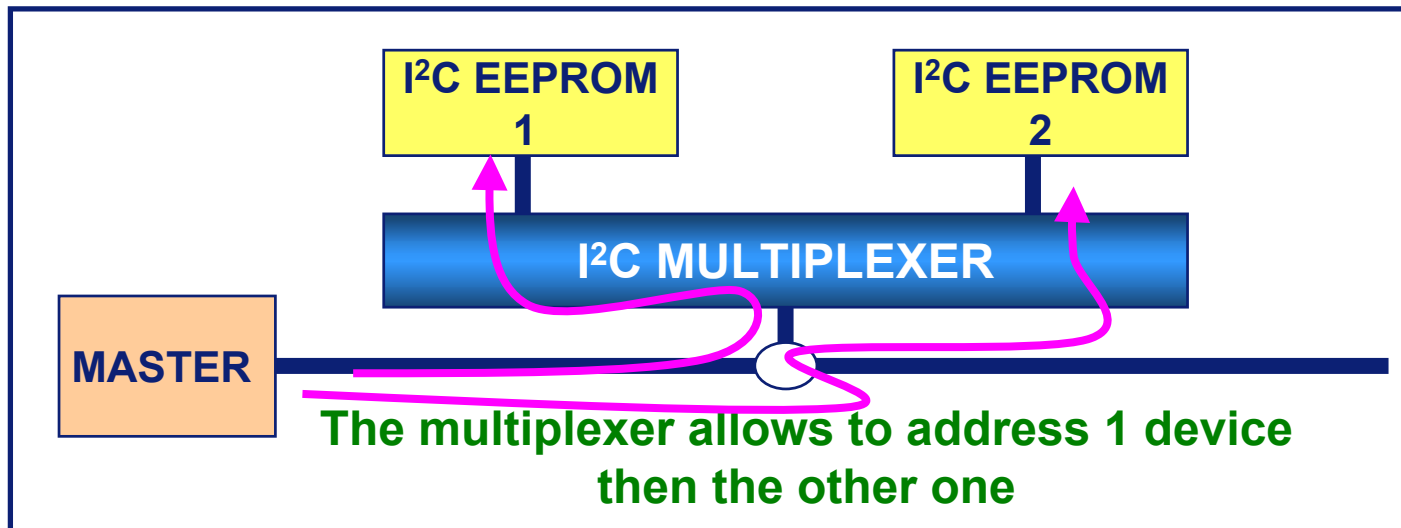 I²C EEPROM
1
I²C EEPROM
2
I²C MULTIPLEXER
MASTER
The multiplexer allows to address 1 device
then the other one